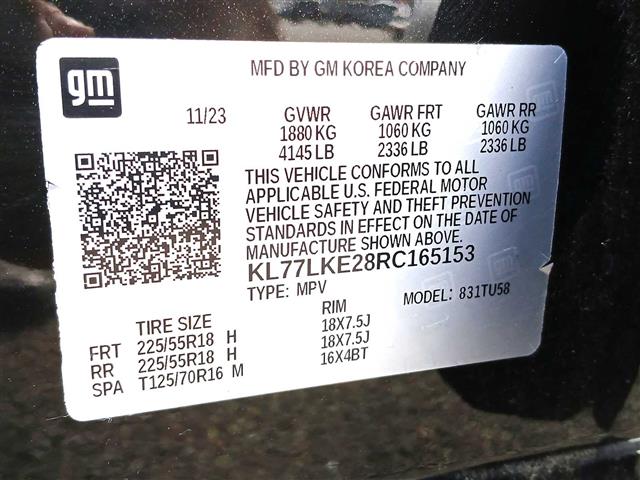 gm
MFD BY GM KOREA COMPANY
11/23 GVWR GAWR FRT GAWR RR
1880 KG 1060 KG 1060 KG
4145 LB 2336 LB 2336 LB
THIS VEHICLE CONFORMS TO ALL
APPLICABLE U.S. FEDERAL MOTOR
VEHICLE SAFETY AND THEFT PREVENTION
STANDARDS IN EFFECT ON THE DATE OF
MANUFACTURE SHOWN ABOVE.
KL77LKE28RC165153
TYPE: MPV MODEL: 831TU58
TIRE SIZE RIM
FRT 225/55R18 H 18X7.5J
RR 225/55R18 H 18X7.5J
SPA T125/70R16 M 16X4BT